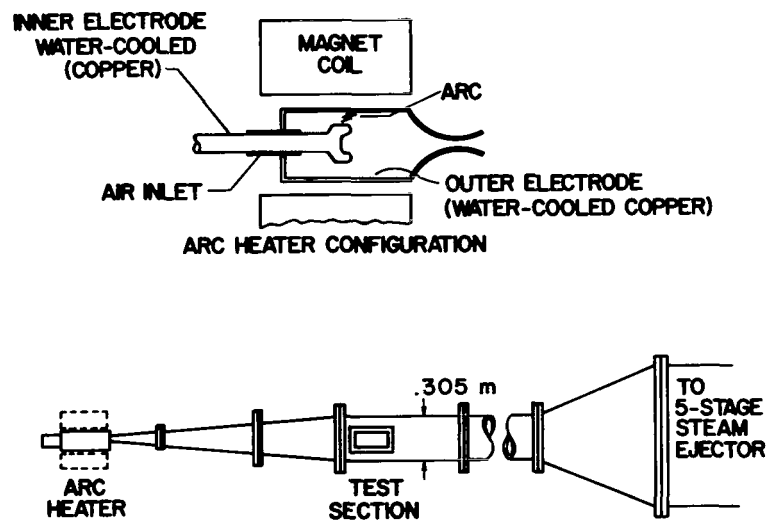 INNER ELECTRODE
WATER-COOLED
(COPPER)
MAGNET
COIL
ARC
AIR INLET
OUTER ELECTRODE
(WATER-COOLED COPPER)
ARC HEATER CONFIGURATION
.305 m
TO
5-STAGE
STEAM
EJECTOR
ARC
HEATER
TEST
SECTION